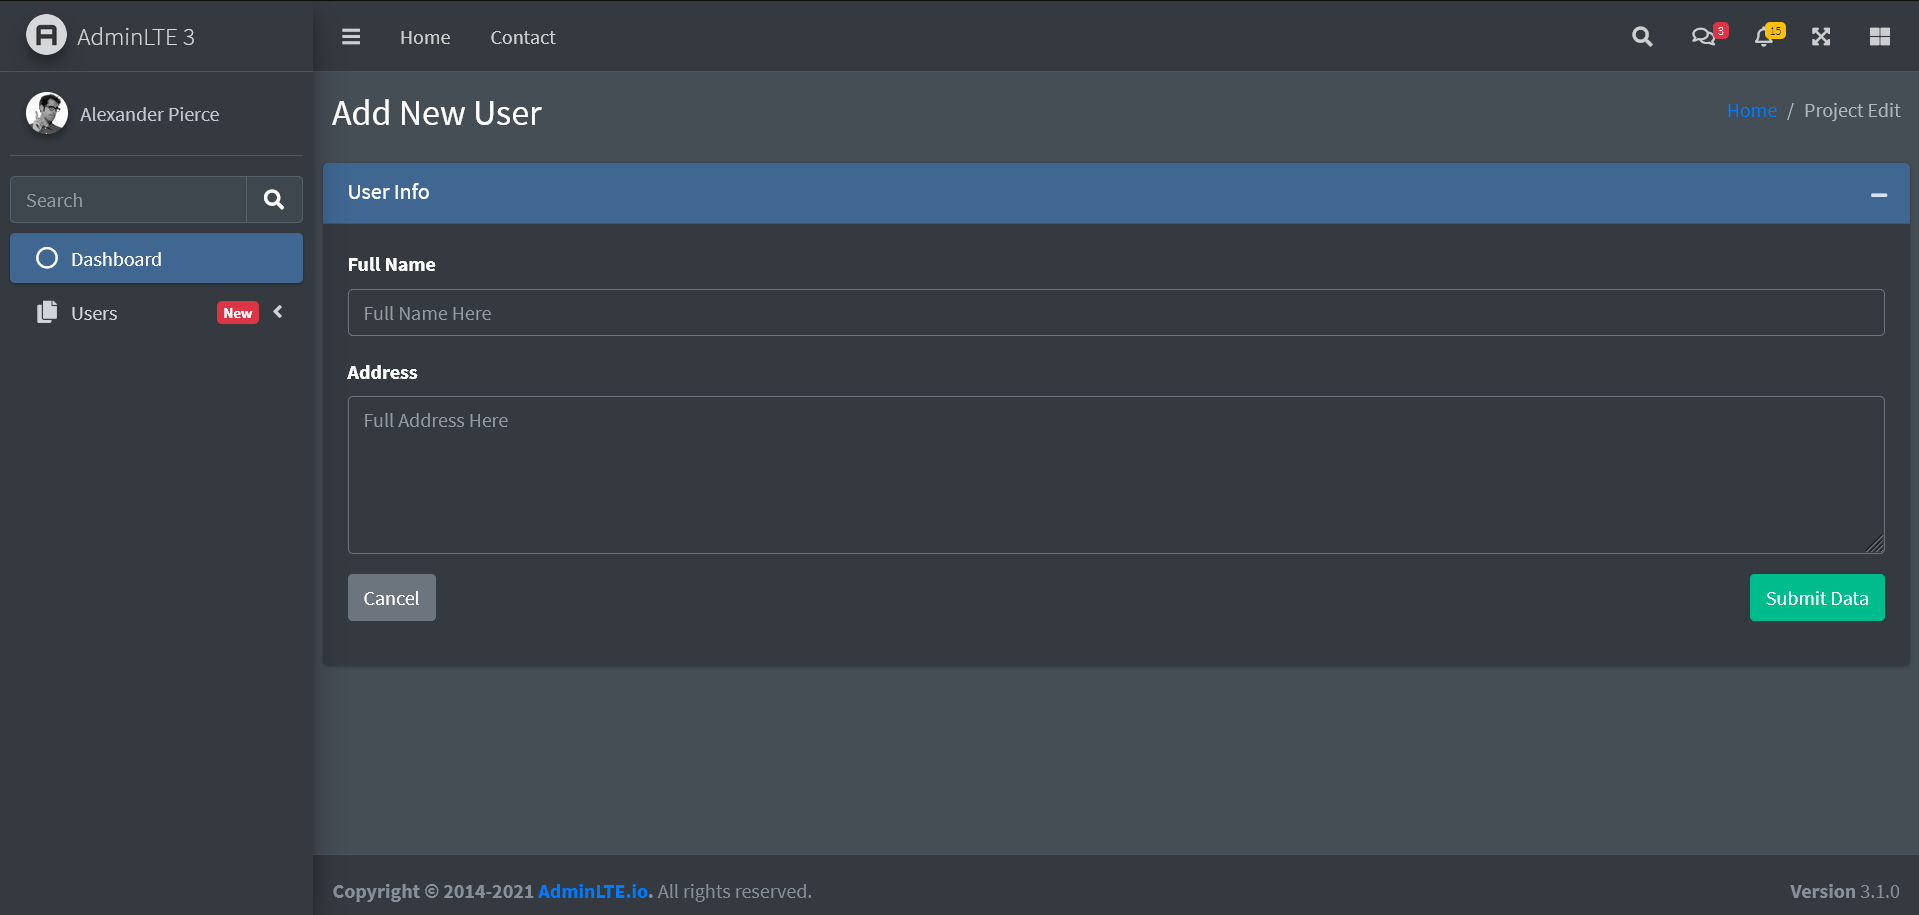 AdminLTE 3
Home
Contact
3
15
Alexander Pierce
Add New User
Home / Project Edit
Search
User Info
Dashboard
Full Name
Users
New
Full Name Here
Address
Full Address Here
Cancel
Submit Data
Copyright © 2014-2021 AdminLTE.io. All rights reserved.
Version 3.1.0